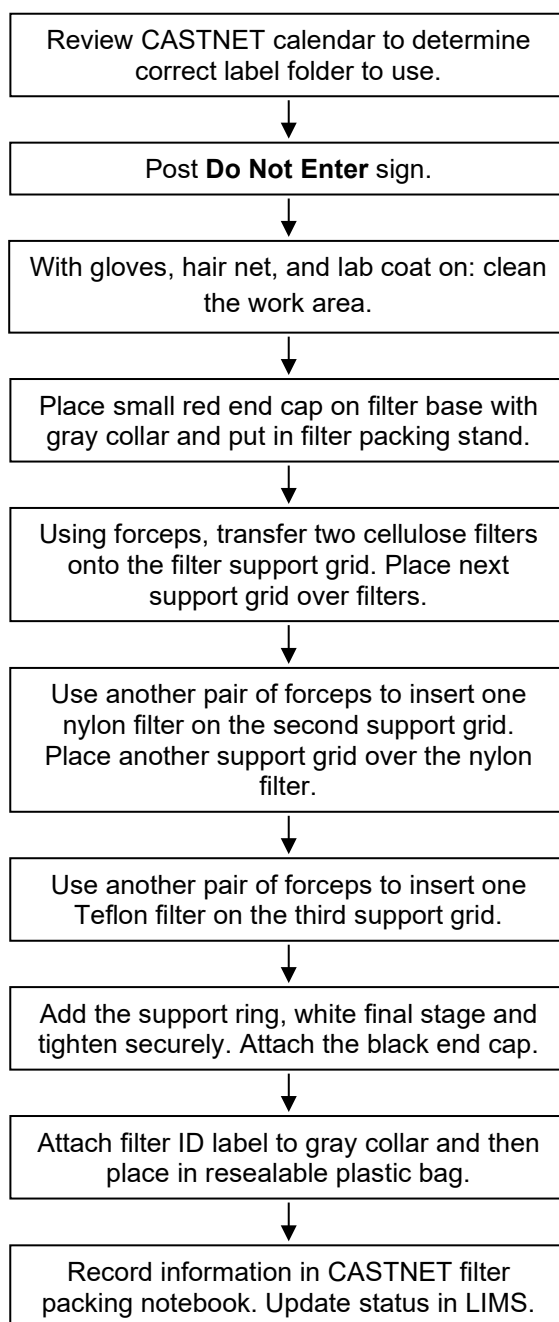 Review CASTNET calendar to determine
correct label folder to use.
Post Do Not Enter sign.
With gloves, hair net, and lab coat on: clean
the work area.
Place small red end cap on filter base with
gray collar and put in filter packing stand.
Using forceps, transfer two cellulose filters
onto the filter support grid. Place next
support grid over filters.
Use another pair of forceps to insert one
nylon filter on the second support grid.
Place another support grid over the nylon
filter.
Use another pair of forceps to insert one
Teflon filter on the third support grid.
Add the support ring, white final stage and
tighten securely. Attach the black end cap.
Attach filter ID label to gray collar and then
place in resealable plastic bag.
Record information in CASTNET filter
packing notebook. Update status in LIMS.